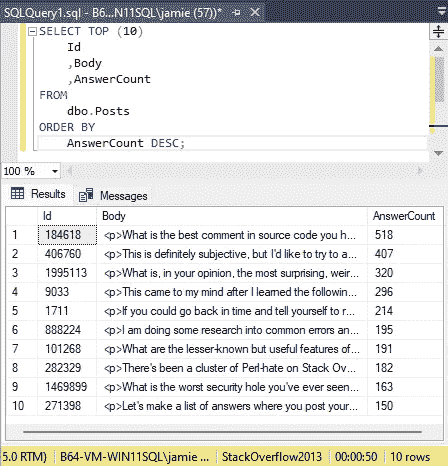 SQLQuery1.sql - B6...N11SQL\jamie (57))*
SELECT TOP (10)
Id
,Body
,AnswerCount
FROM
dbo.Posts
ORDER BY
AnswerCount DESC;
100 %
Results Messages
Id Body AnswerCount
1 184618 <p>What is the best comment in source code you h... 518
2 406760 <p>This is definitely subjective, but I'd like to try to a... 407
3 1995113 <p>What is, in your opinion, the most surprising, weir... 320
4 9033 <p>This came to my mind after I learned the followin... 296
5 1711 <p>If you could go back in time and tell yourself to r... 214
6 888224 <p>I am doing some research into common errors an... 195
7 101268 <p>What are the lesser-known but useful features of... 191
8 282329 <p>There's been a cluster of Perl-hate on Stack Ov... 182
9 1469899 <p>What is the worst security hole you've ever seen... 163
10 271398 <p>Let's make a list of answers where you post your... 150
5.0 RTM) B64-VM-WIN11SQL\jamie ... StackOverflow2013 00:00:50 10 rows